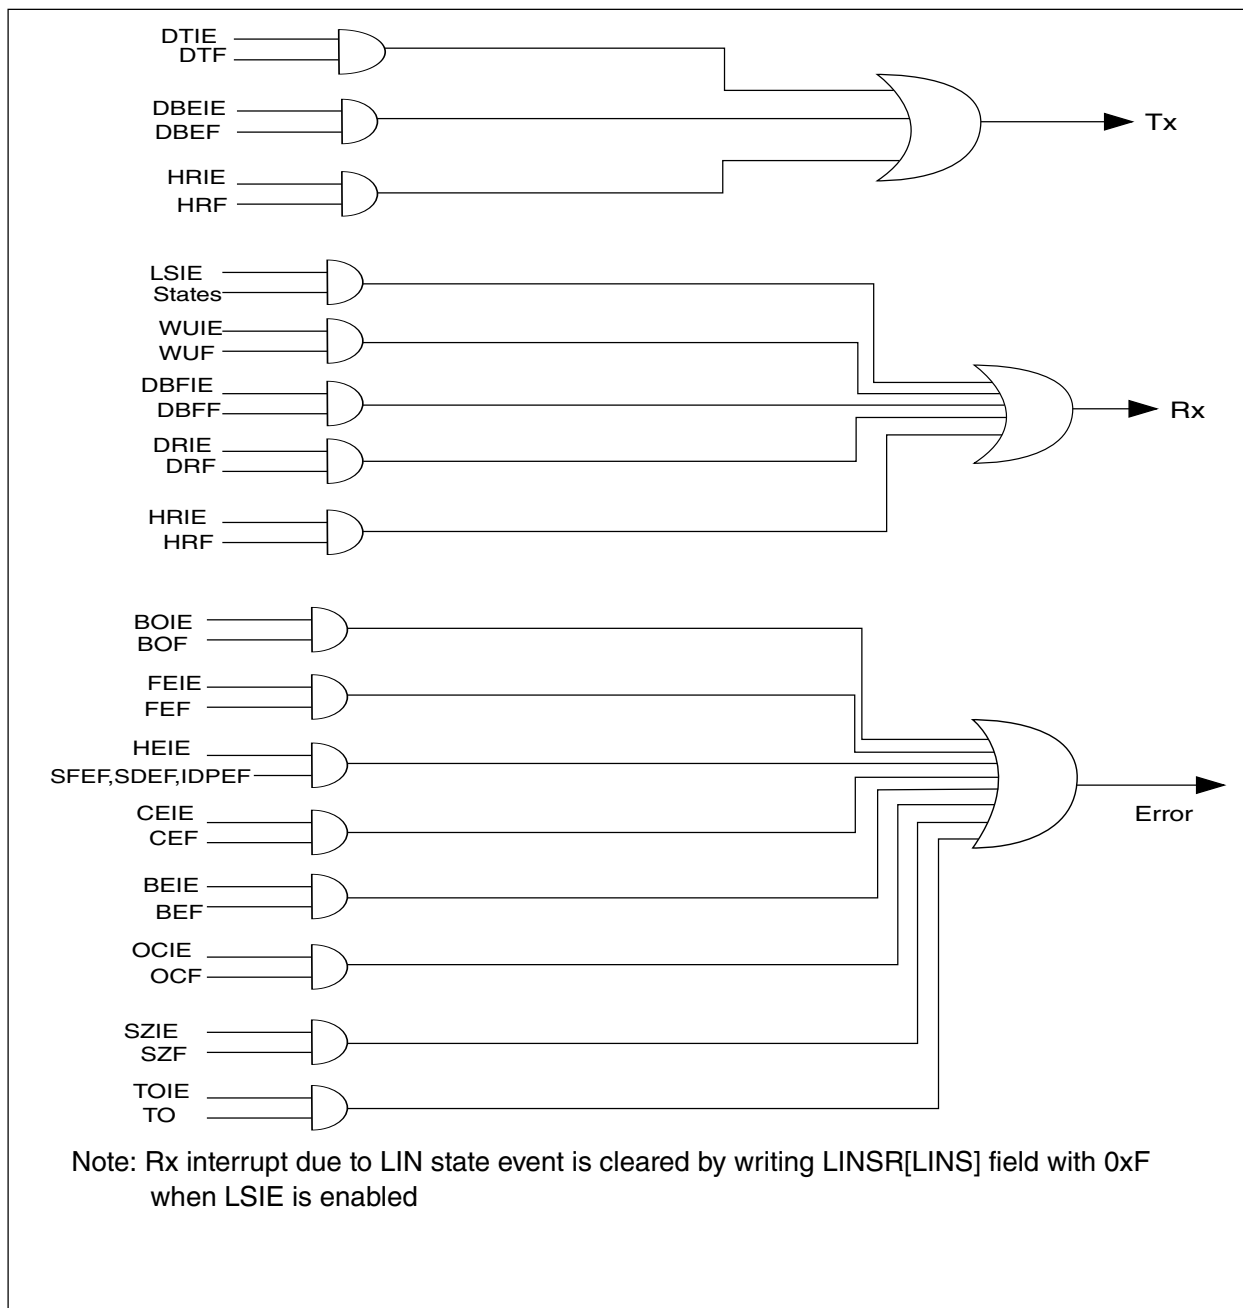 DTIE
DTF
DBEIE
DBEF
Tx
HRIE
HRF
LSIE
States
WUIE
WUF
DBFIE
DBFF
Rx
DRIE
DRF
HRIE
HRF
BOIE
BOF
FEIE
FEF
HEIE
SFEF,SDEF,IDPEF
Error
CEIE
CEF
BEIE
BEF
OCIE
OCF
SZIE
SZF
TOIE
TO
Note: Rx interrupt due to LIN state event is cleared by writing LINSR[LINS] field with 0xF
when LSIE is enabled